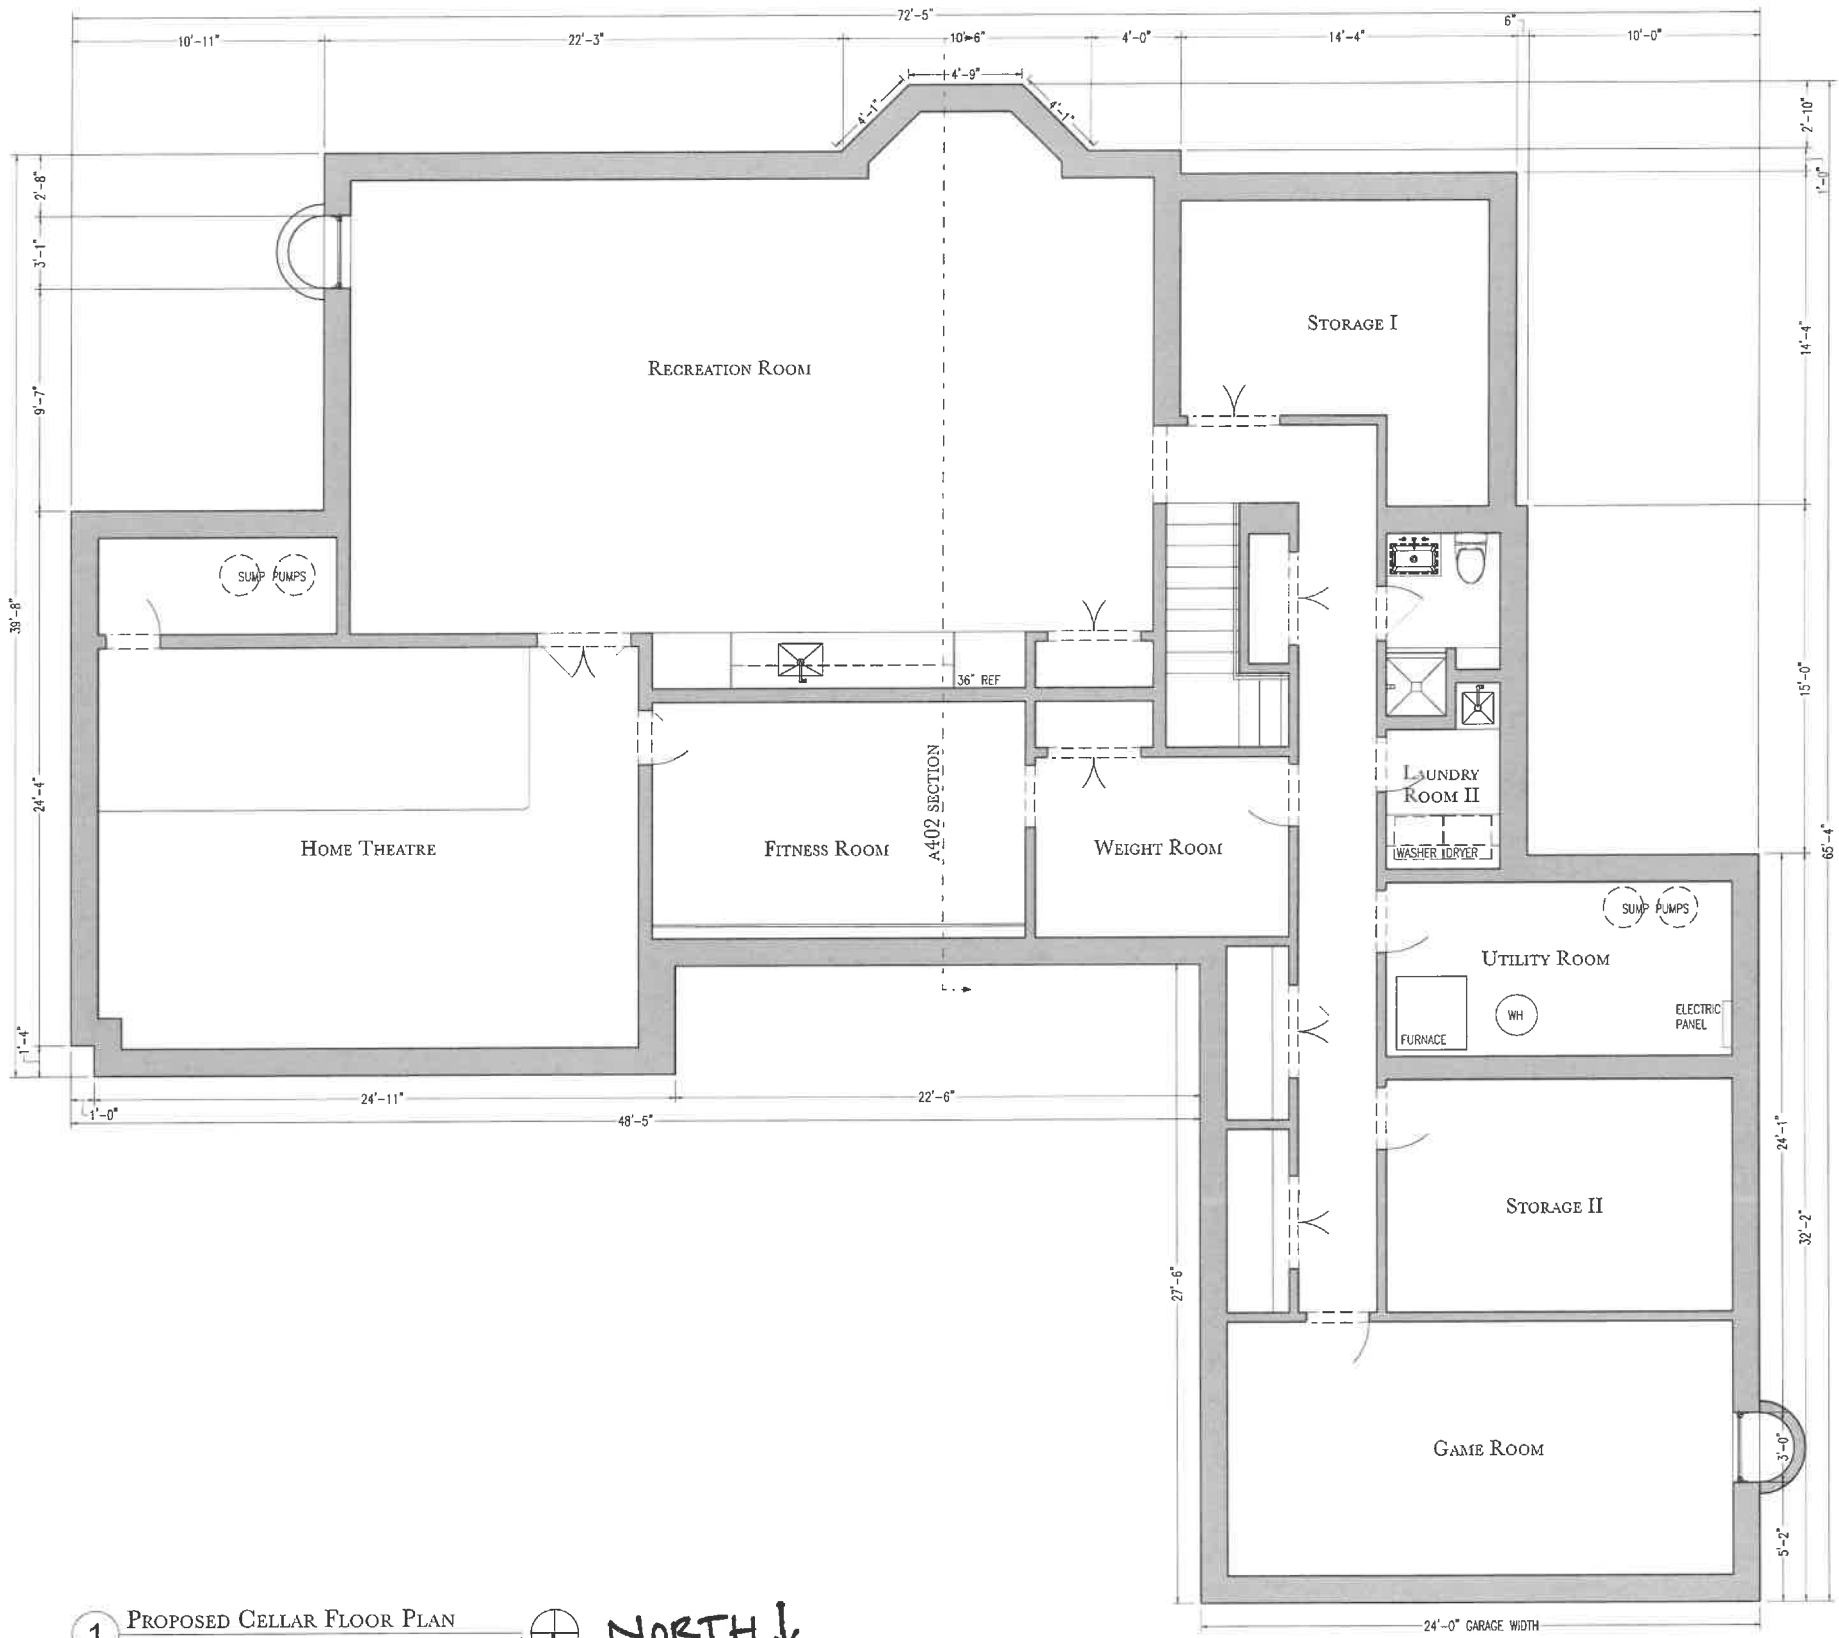 72'-5"
6"
10'-11"
22'-3"
10'-6"
4'-0"
14'-4"
10'-0"
4'-9"
4'-1"
4'-1"
2'-10"
1'-0"
2'-8"
3'-1"
9'-7"
14'-4"
STORAGE I
RECREATION ROOM
SUMP PUMPS
39'-8"
24'-4"
15'-0"
36" REF
A402 SECTION
LAUNDRY
ROOM II
HOME THEATRE
FITNESS ROOM
WEIGHT ROOM
WASHER
DRYER
65'-4"
SUMP PUMPS
UTILITY ROOM
WH
ELECTRIC
PANEL
FURNACE
1'-4"
24'-11"
22'-6"
1'-0"
48'-5"
24'-1"
STORAGE II
32'-2"
27'-6"
GAME ROOM
3'-0"
5'-2"
1
PROPOSED CELLAR FLOOR PLAN
NORTH
24'-0" GARAGE WIDTH